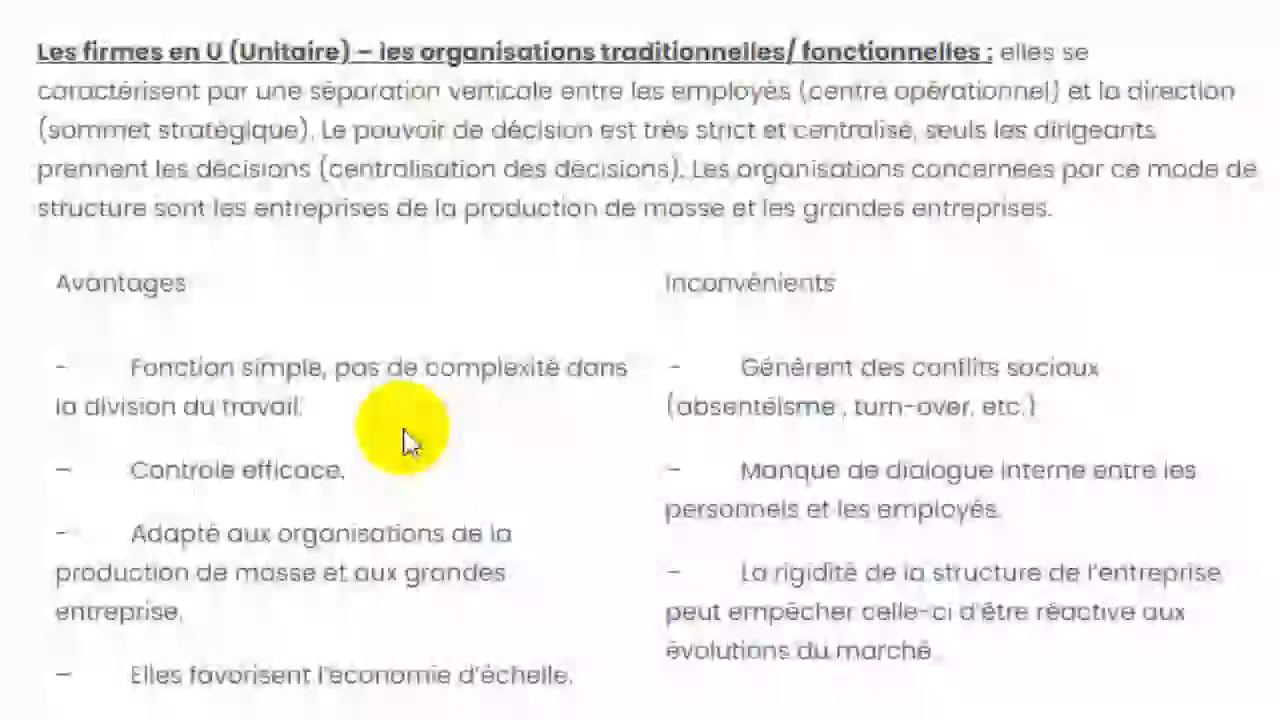 Les firmes en U (Unitaire) – les organisations traditionnelles/ fonctionnelles : elles se
caractérisent par une séparation verticale entre les employés (centre opérationnel) et la direction
(sommet stratégique). Le pouvoir de décision est très strict et centralisé, seuls les dirigeants
prennent les décisions (centralisation des décisions). Les organisations concernées par ce mode de
structure sont les entreprises de la production de masse et les grandes entreprises.
Avantages
- Fonction simple, pas de complexité dans
la division du travail.
– Controle efficace.
- Adapté aux organisations de la
production de masse et aux grandes
entreprise.
– Elles favorisent l'économie d'échelle.
Inconvénients
- Génèrent des conflits sociaux
(absentéisme , turn-over, etc.)
– Manque de dialogue interne entre les
personnels et les employés.
– La rigidité de la structure de l'entreprise
peut empêcher celle-ci d'être réactive aux
évolutions du marché.